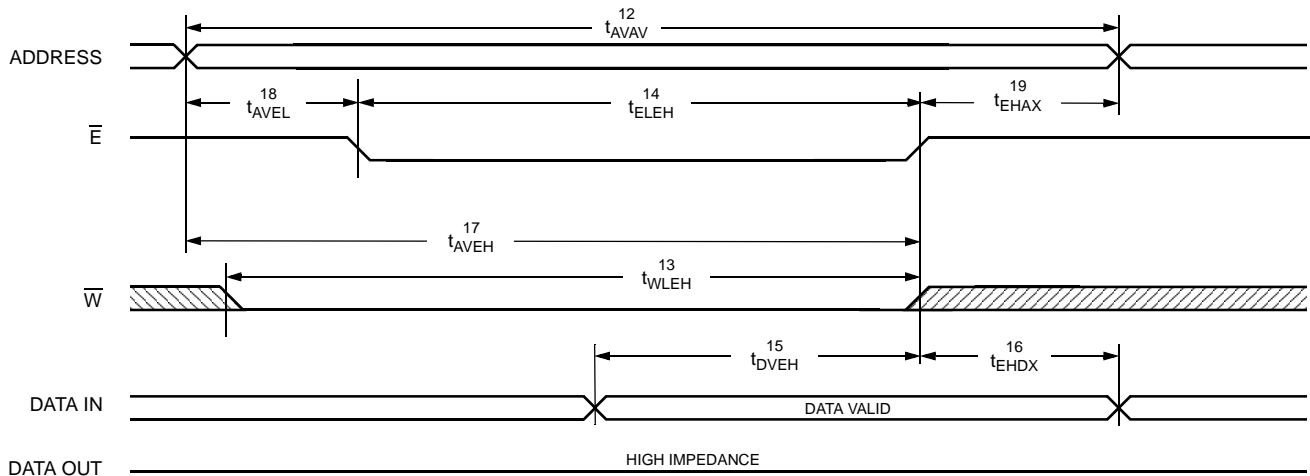 12
tAVAV
ADDRESS
18
tAVEL
14
tELEH
19
tEHAX
E
17
tAVEH
13
tWLEH
W
15
tDVEH
16
tEHDX
DATA IN
DATA VALID
DATA OUT
HIGH IMPEDANCE